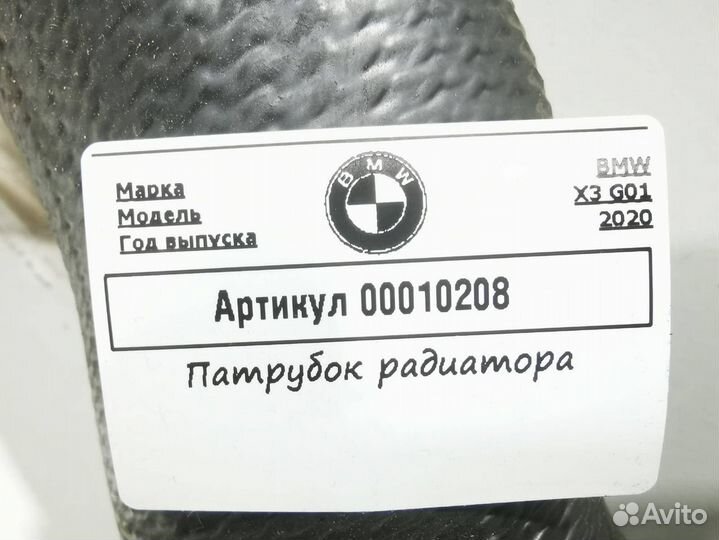 BMW
Марка BMW
Модель X3 G01
Год выпуска 2020
Артикул 00010208
Патрубок радиатора
Avito